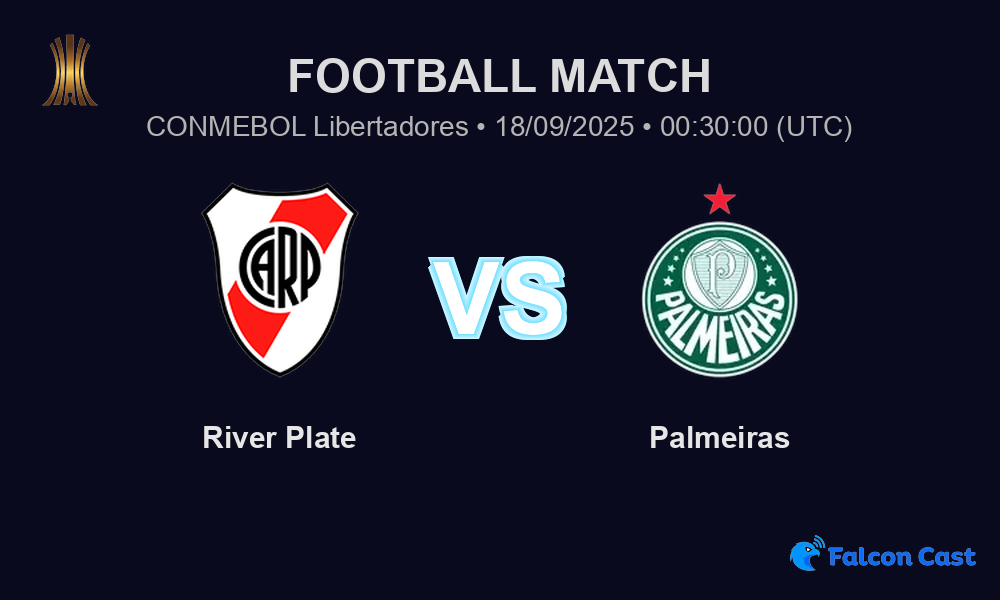 FOOTBALL MATCH
CONMEBOL Libertadores • 18/09/2025 • 00:30:00 (UTC)
CARP
VS
P
PALMEIRAS
River Plate
Palmeiras
Falcon Cast